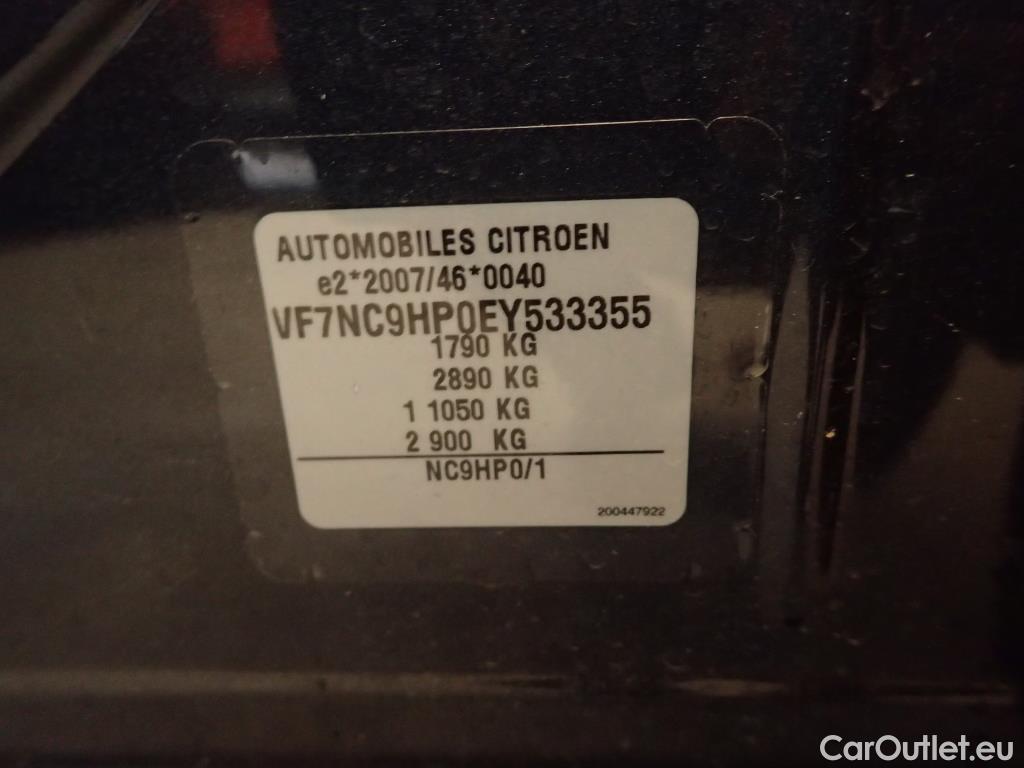 AUTOMOBILES CITROEN
e2*2007/46*0040
VF7NC9HP0EY533355
1790 KG
2890 KG
1 1050 KG
2 900 KG
NC9HP0/1
200447922
CarOutlet.eu